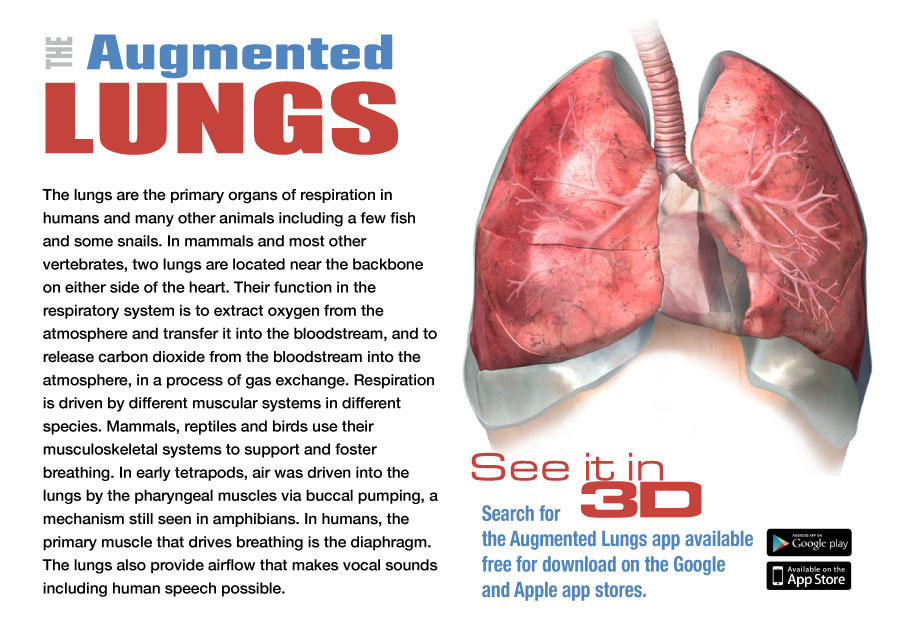 THE Augmented
LUNGS
The lungs are the primary organs of respiration in
humans and many other animals including a few fish
and some snails. In mammals and most other
vertebrates, two lungs are located near the backbone
on either side of the heart. Their function in the
respiratory system is to extract oxygen from the
atmosphere and transfer it into the bloodstream, and to
release carbon dioxide from the bloodstream into the
atmosphere, in a process of gas exchange. Respiration
is driven by different muscular systems in different
species. Mammals, reptiles and birds use their
musculoskeletal systems to support and foster
breathing. In early tetrapods, air was driven into the
lungs by the pharyngeal muscles via buccal pumping, a
mechanism still seen in amphibians. In humans, the
primary muscle that drives breathing is the diaphragm.
The lungs also provide airflow that makes vocal sounds
including human speech possible.
See it in
3D
Search for
the Augmented Lungs app available
free for download on the Google
and Apple app stores.
ANDROID APP ON
Google play
Available on the
App Store